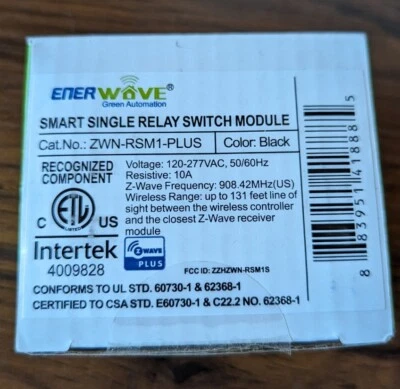 ENERWAVE®
Green Automation
SMART SINGLE RELAY SWITCH MODULE
Cat.No.: ZWN-RSM1-PLUS Color: Black
RECOGNIZED
COMPONENT
C ETL US
Intertek
4009828
Voltage: 120-277VAC, 50/60Hz
Resistive: 10A
Z-Wave Frequency: 908.42MHz(US)
Wireless Range: up to 131 feet line of
sight between the wireless controller
and the closest Z-Wave receiver
module
Z WAVE
PLUS
FCC ID: ZZHZWN-RSM1S
CONFORMS TO UL STD. 60730-1 & 62368-1
CERTIFIED TO CSA STD. E60730-1 & C22.2 NO. 62368-1
8 83951 41888 5